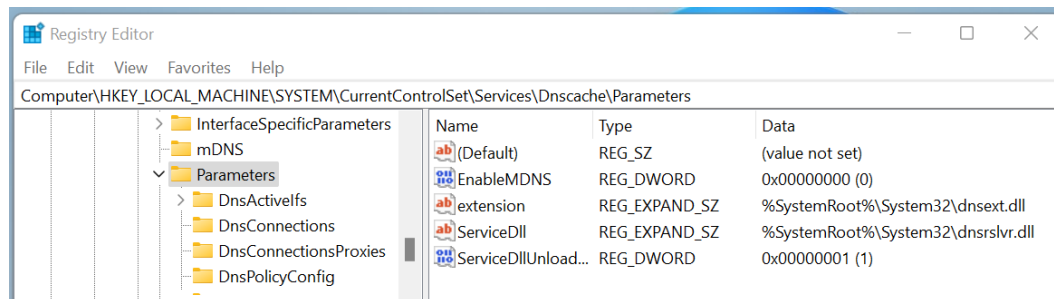 Registry Editor
File Edit View Favorites Help
Computer\HKEY_LOCAL_MACHINE\SYSTEM\CurrentControlSet\Services\Dnscache\Parameters
InterfaceSpecificParameters
mDNS
Parameters
DnsActiveIfs
DnsConnections
DnsConnectionsProxies
DnsPolicyConfig
Name Type Data
(Default) REG_SZ (value not set)
EnableMDNS REG_DWORD 0x00000000 (0)
extension REG_EXPAND_SZ %SystemRoot%\System32\dnsext.dll
ServiceDll REG_EXPAND_SZ %SystemRoot%\System32\dnsrslvr.dll
ServiceDllUnload... REG_DWORD 0x00000001 (1)